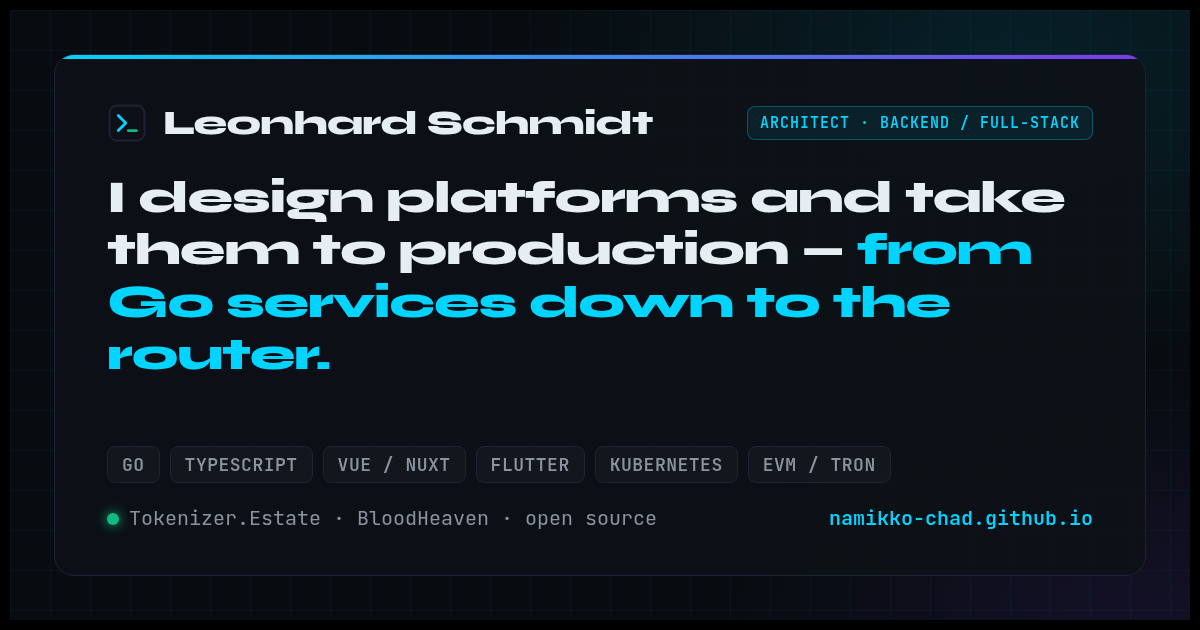 Leonhard Schmidt
ARCHITECT · BACKEND / FULL-STACK
I design platforms and take
them to production — from
Go services down to the
router.
GO
TYPESCRIPT
VUE / NUXT
FLUTTER
KUBERNETES
EVM / TRON
Tokenizer.Estate · BloodHeaven · open source
namikko-chad.github.io